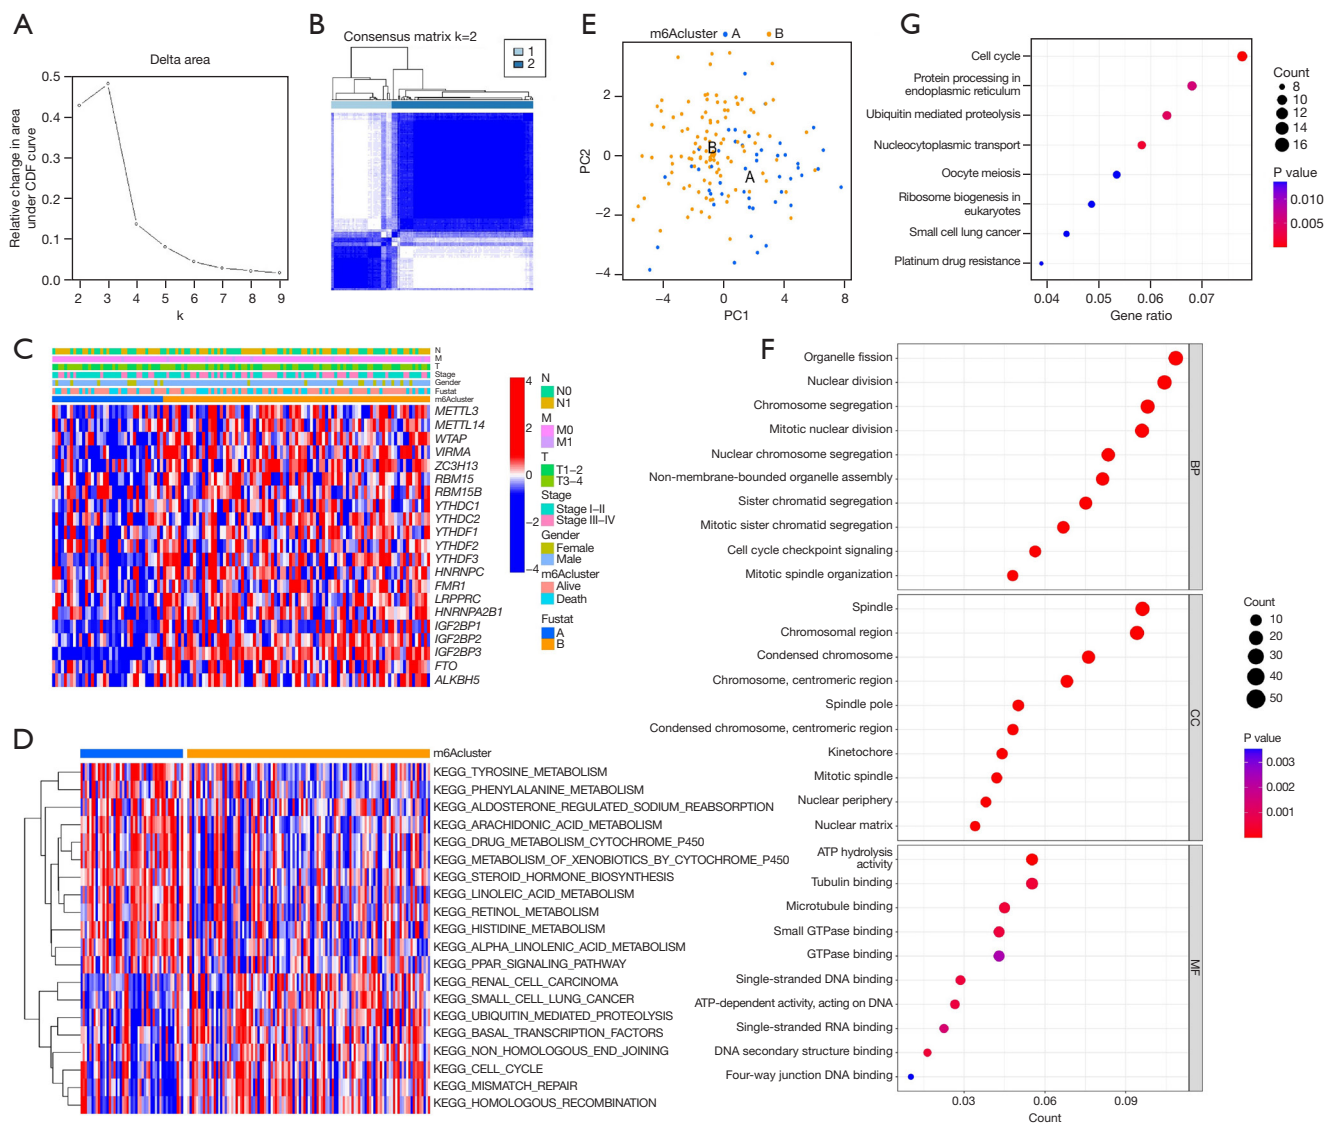 A
Delta area
Relative change in area
under CDF curve
0.5
0.4
0.3
0.2
0.1
0.0
2 3 4 5 6 7 8 9
k
B
Consensus matrix k=2
1
2
E
m6Acluster A B
PC2
2
0
−2
−4
−4 0 4 8
PC1
A
B
G
Cell cycle
Protein processing in
endoplasmic reticulum
Ubiquitin mediated proteolysis
Nucleocytoplasmic transport
Oocyte meiosis
Ribosome biogenesis in
eukaryotes
Small cell lung cancer
Platinum drug resistance
0.04 0.05 0.06 0.07
Gene ratio
Count
8
10
12
14
16
P value
0.010
0.005
C
N
M
T
Stage
Gender
Fustat
m6Acluster
METTL3
METTL14
WTAP
VIRMA
ZC3H13
RBM15
RBM15B
YTHDC1
YTHDC2
YTHDF1
YTHDF2
YTHDF3
HNRNPC
FMR1
LRPPRC
HNRNPA2B1
IGF2BP1
IGF2BP2
IGF2BP3
FTO
ALKBH5
4
2
0
−2
−4
N
N0
N1
M
M0
M1
T
T1−2
T3−4
Stage
Stage I−II
Stage III−IV
Gender
Female
Male
m6Acluster
Alive
Death
Fustat
A
B
D
m6Acluster
KEGG_TYROSINE_METABOLISM
KEGG_PHENYLALANINE_METABOLISM
KEGG_ALDOSTERONE_REGULATED_SODIUM_REABSORPTION
KEGG_ARACHIDONIC_ACID_METABOLISM
KEGG_DRUG_METABOLISM_CYTOCHROME_P450
KEGG_METABOLISM_OF_XENOBIOTICS_BY_CYTOCHROME_P450
KEGG_STEROID_HORMONE_BIOSYNTHESIS
KEGG_LINOLEIC_ACID_METABOLISM
KEGG_RETINOL_METABOLISM
KEGG_HISTIDINE_METABOLISM
KEGG_ALPHA_LINOLENIC_ACID_METABOLISM
KEGG_PPAR_SIGNALING_PATHWAY
KEGG_RENAL_CELL_CARCINOMA
KEGG_SMALL_CELL_LUNG_CANCER
KEGG_UBIQUITIN_MEDIATED_PROTEOLYSIS
KEGG_BASAL_TRANSCRIPTION_FACTORS
KEGG_NON_HOMOLOGOUS_END_JOINING
KEGG_CELL_CYCLE
KEGG_MISMATCH_REPAIR
KEGG_HOMOLOGOUS_RECOMBINATION
F
Organelle fission
Nuclear division
Chromosome segregation
Mitotic nuclear division
Nuclear chromosome segregation
Non-membrane-bounded organelle assembly
Sister chromatid segregation
Mitotic sister chromatid segregation
Cell cycle checkpoint signaling
Mitotic spindle organization
BP
Spindle
Chromosomal region
Condensed chromosome
Chromosome, centromeric region
Spindle pole
Condensed chromosome, centromeric region
Kinetochore
Mitotic spindle
Nuclear periphery
Nuclear matrix
CC
ATP hydrolysis
activity
Tubulin binding
Microtubule binding
Small GTPase binding
GTPase binding
Single-stranded DNA binding
ATP-dependent activity, acting on DNA
Single-stranded RNA binding
DNA secondary structure binding
Four-way junction DNA binding
MF
0.03 0.06 0.09
Count
Count
10
20
30
40
50
P value
0.003
0.002
0.001